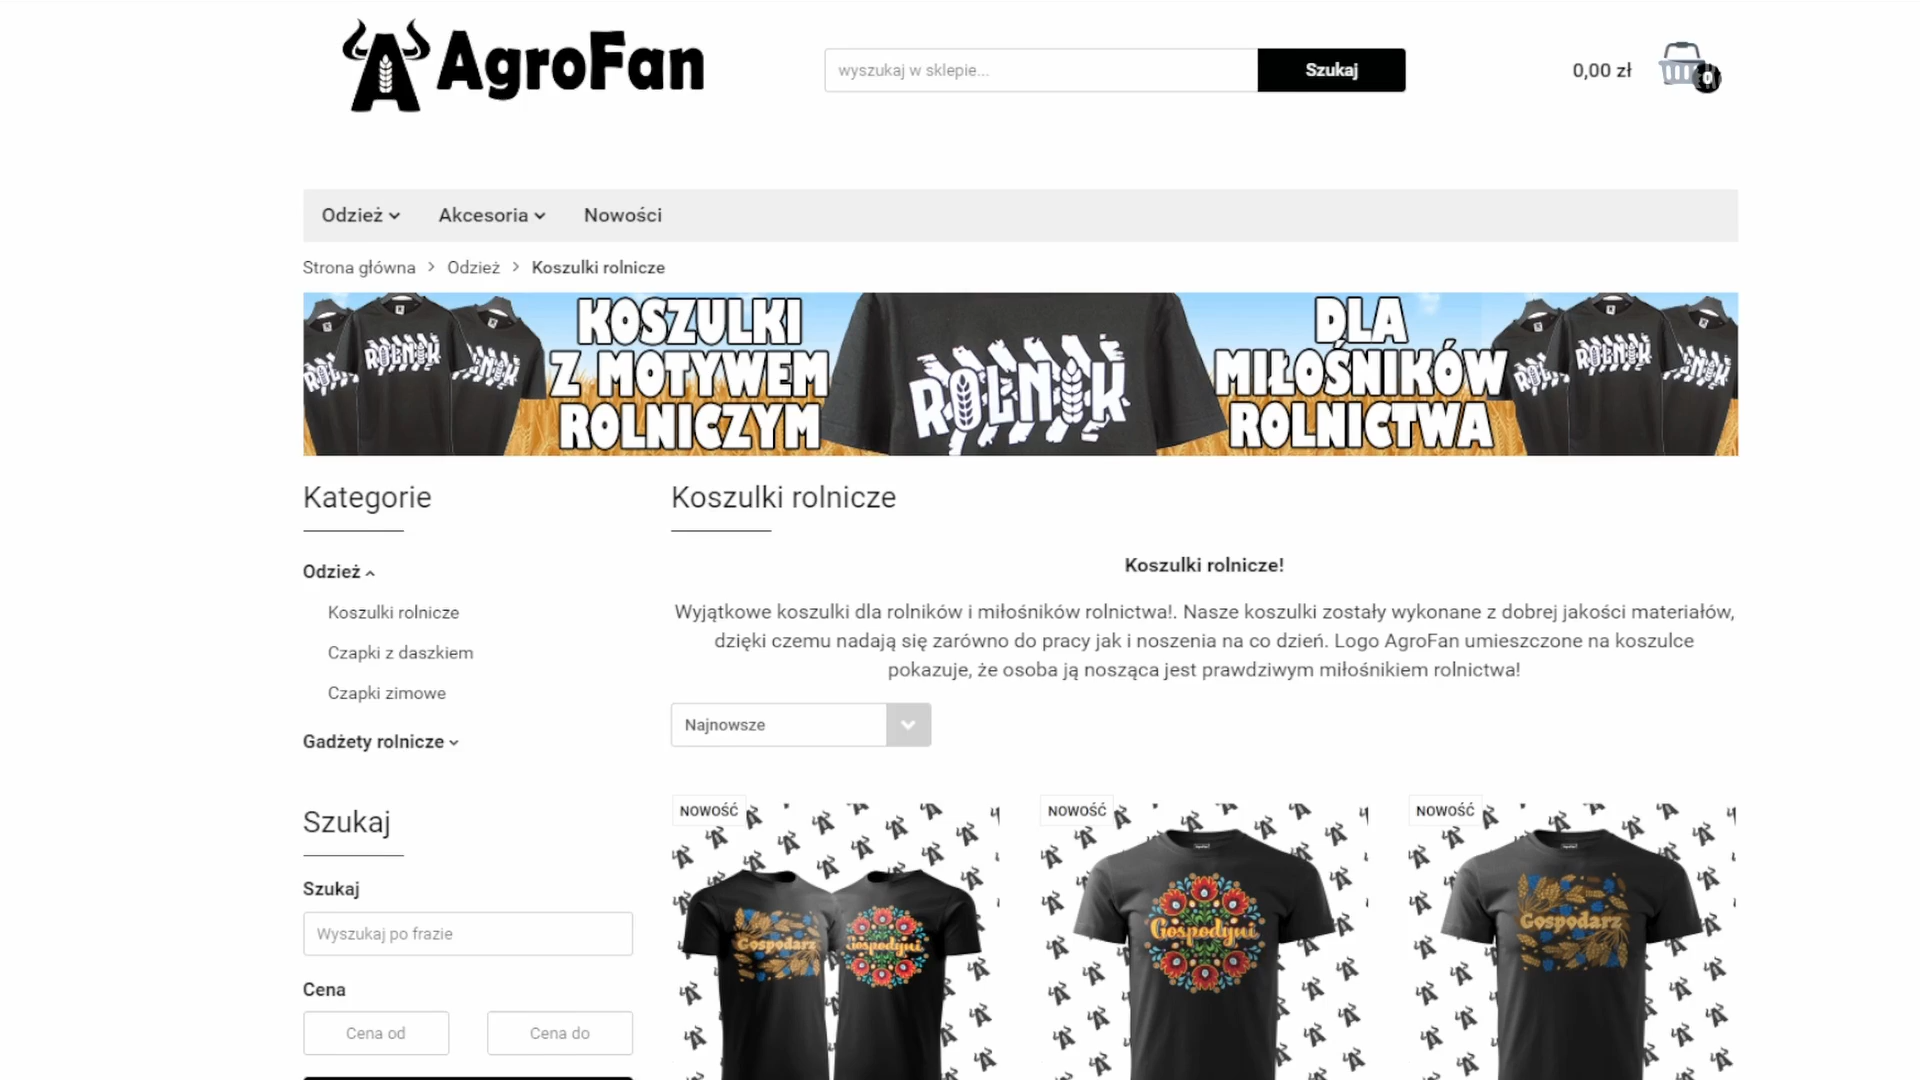 AgroFan
wyszukaj w sklepie...
Szukaj
0,00 zł
0
Odzież
Akcesoria
Nowości
Strona główna > Odzież > Koszulki rolnicze
KOSZULKI
Z MOTYWEM
ROLNICZYM
ROLNIK
ROLNIK
DLA
MIŁOŚNIKÓW
ROLNICTWA
ROLNIK
Kategorie
Odzież
Koszulki rolnicze
Czapki z daszkiem
Czapki zimowe
Gadżety rolnicze
Szukaj
Szukaj
Wyszukaj po frazie
Cena
Cena od
Cena do
Koszulki rolnicze
Koszulki rolnicze!
Wyjątkowe koszulki dla rolników i miłośników rolnictwa!. Nasze koszulki zostały wykonane z dobrej jakości materiałów,
dzięki czemu nadają się zarówno do pracy jak i noszenia na co dzień. Logo AgroFan umieszczone na koszulce
pokazuje, że osoba ją nosząca jest prawdziwym miłośnikiem rolnictwa!
Najnowsze
NOWOŚĆ
Gospodarz
Gospodyni
NOWOŚĆ
Gospodyni
NOWOŚĆ
Gospodarz